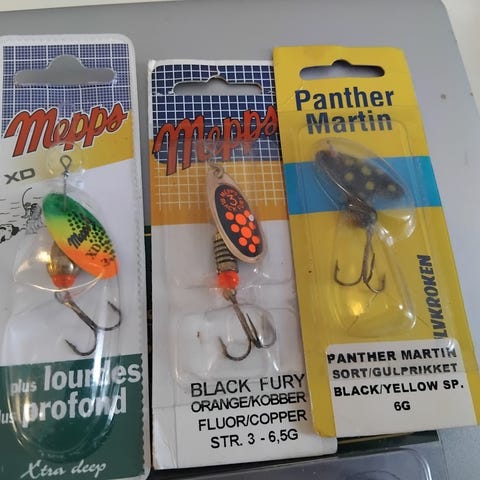 Mepps
XD
plus lourdes
plus profond
Xtra deep
Mepps
3
BLACK FURY
ORANGE/KOBBER
FLUOR/COPPER
STR. 3 - 6,5G
Panther
Martin
PANTHER MARTIN
SORT/GULPRIKKET
BLACK/YELLOW SP.
6G